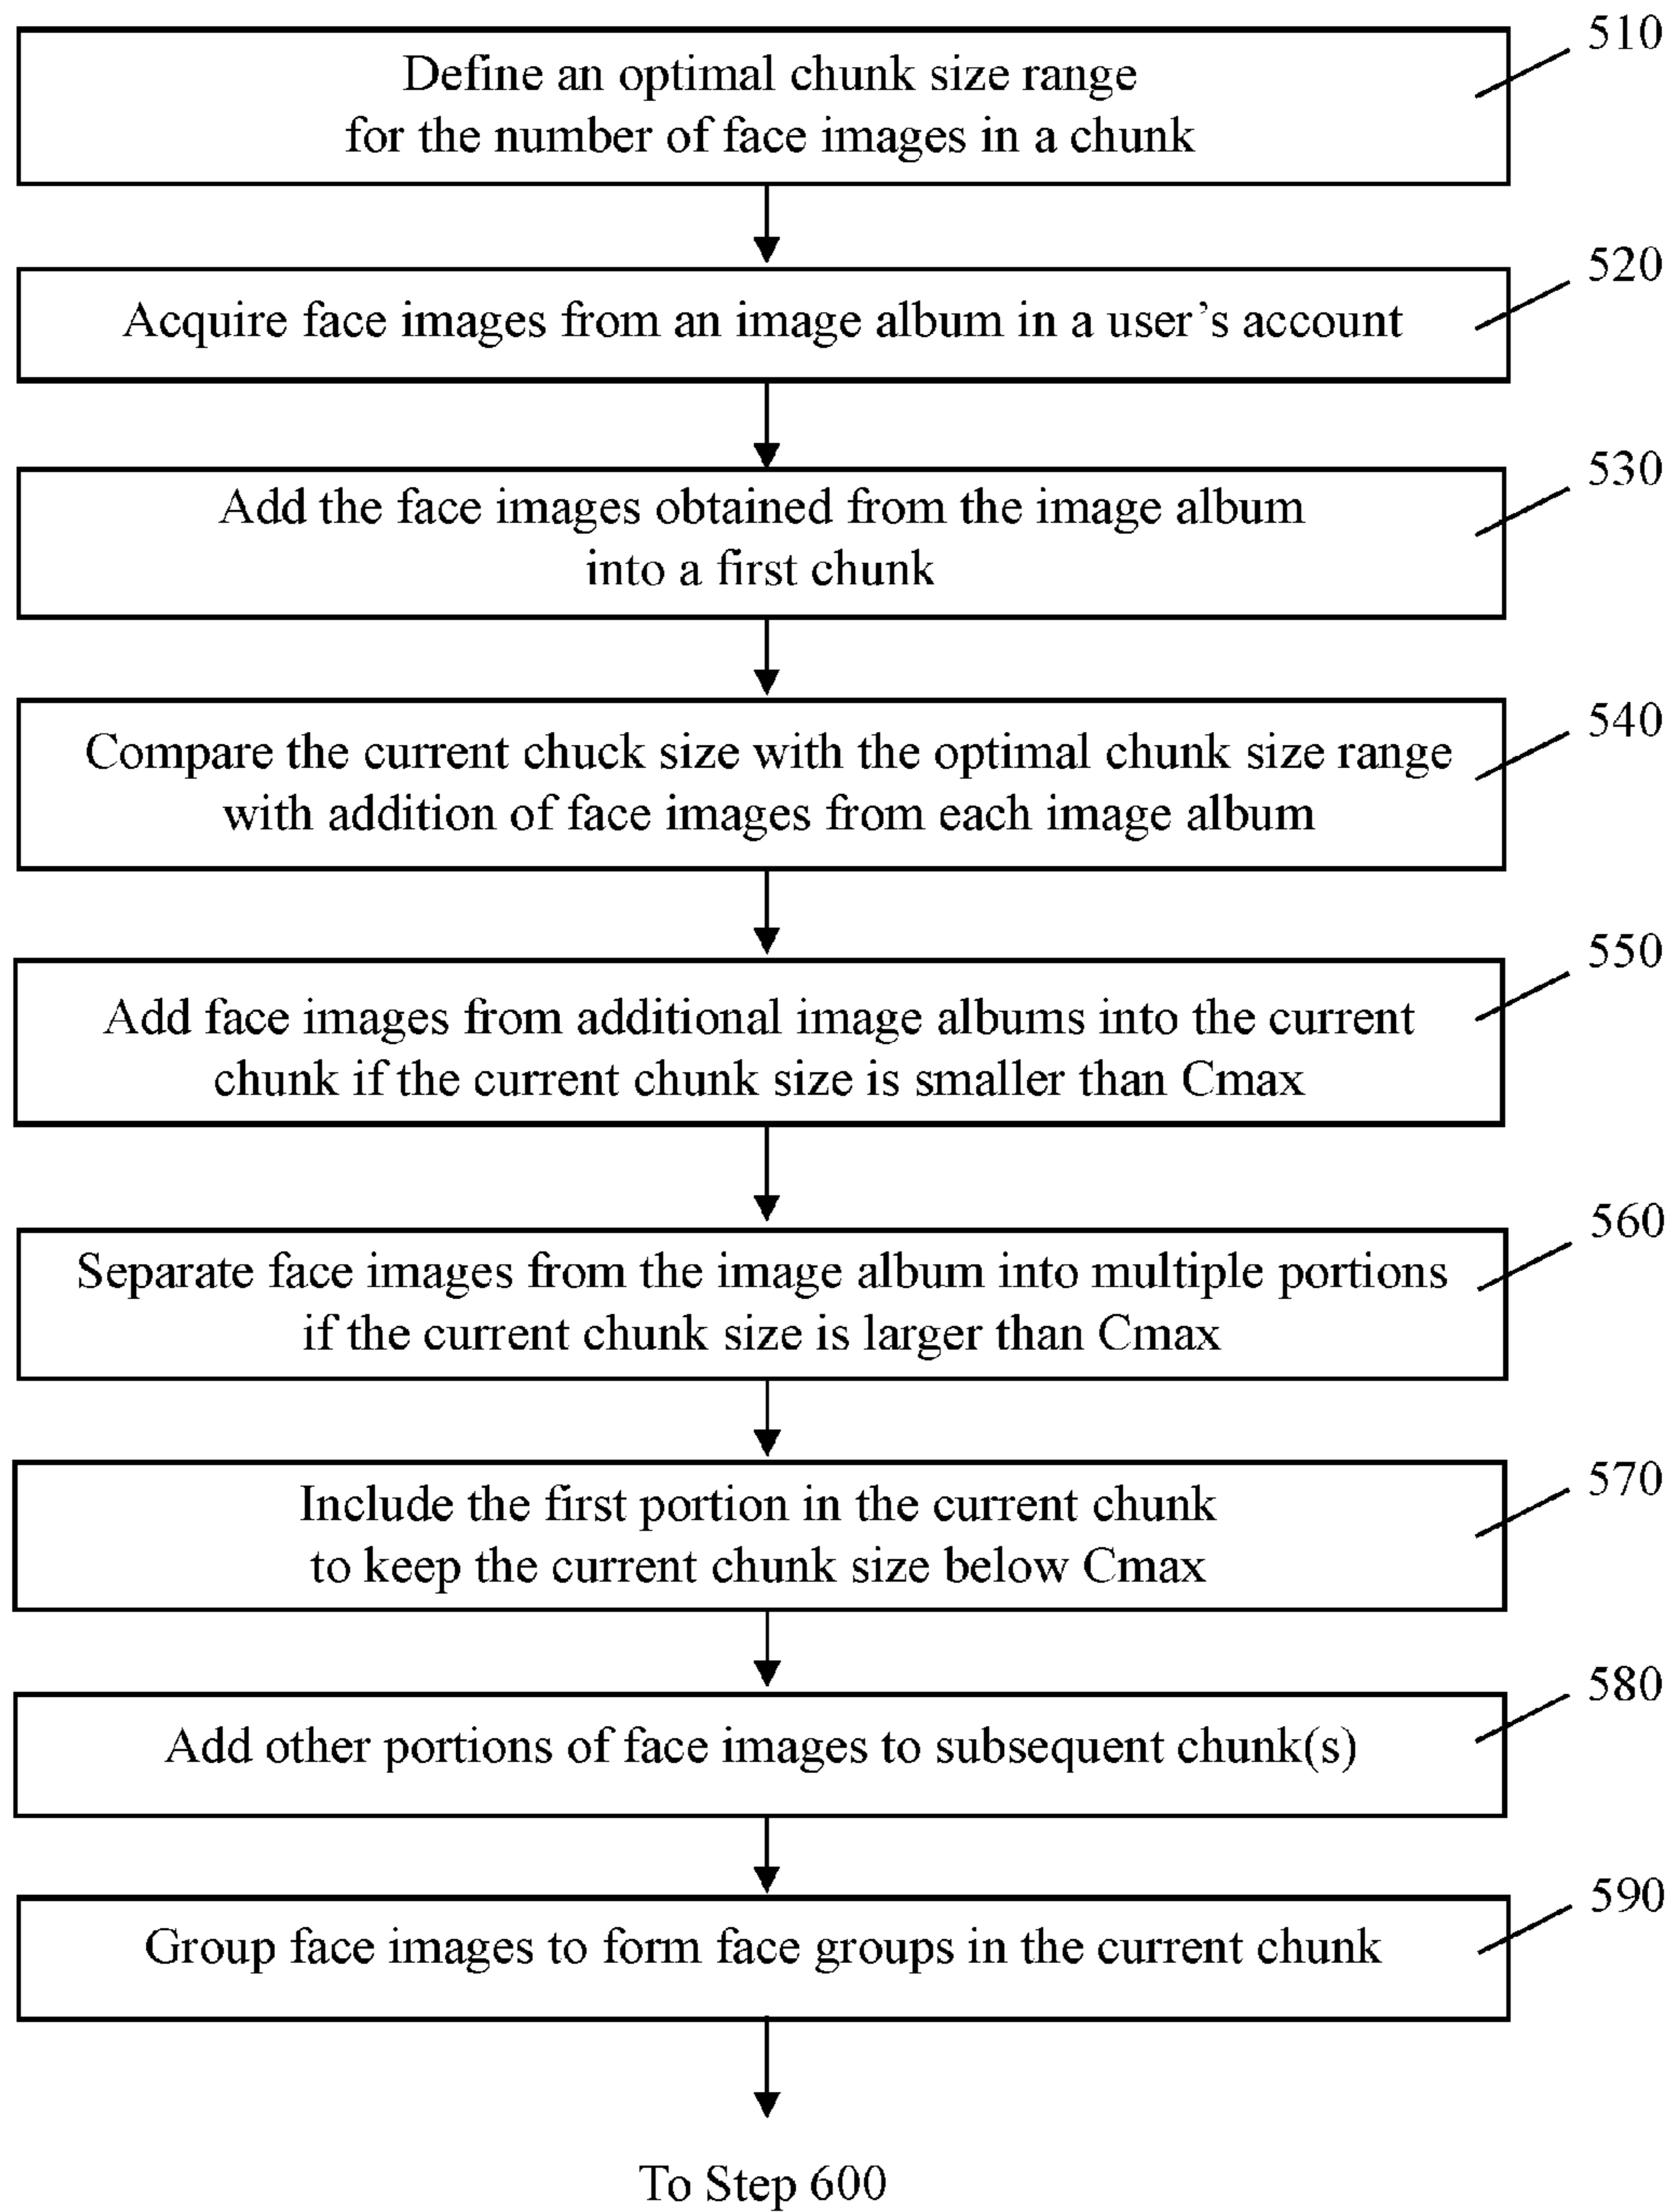 510
Define an optimal chunk size range
for the number of face images in a chunk
520
Acquire face images from an image album in a user’s account
530
Add the face images obtained from the image album
into a first chunk
540
Compare the current chuck size with the optimal chunk size range
with addition of face images from each image album
550
Add face images from additional image albums into the current
chunk if the current chunk size is smaller than Cmax
560
Separate face images from the image album into multiple portions
if the current chunk size is larger than Cmax
570
Include the first portion in the current chunk
to keep the current chunk size below Cmax
580
Add other portions of face images to subsequent chunk(s)
590
Group face images to form face groups in the current chunk
To Step 600